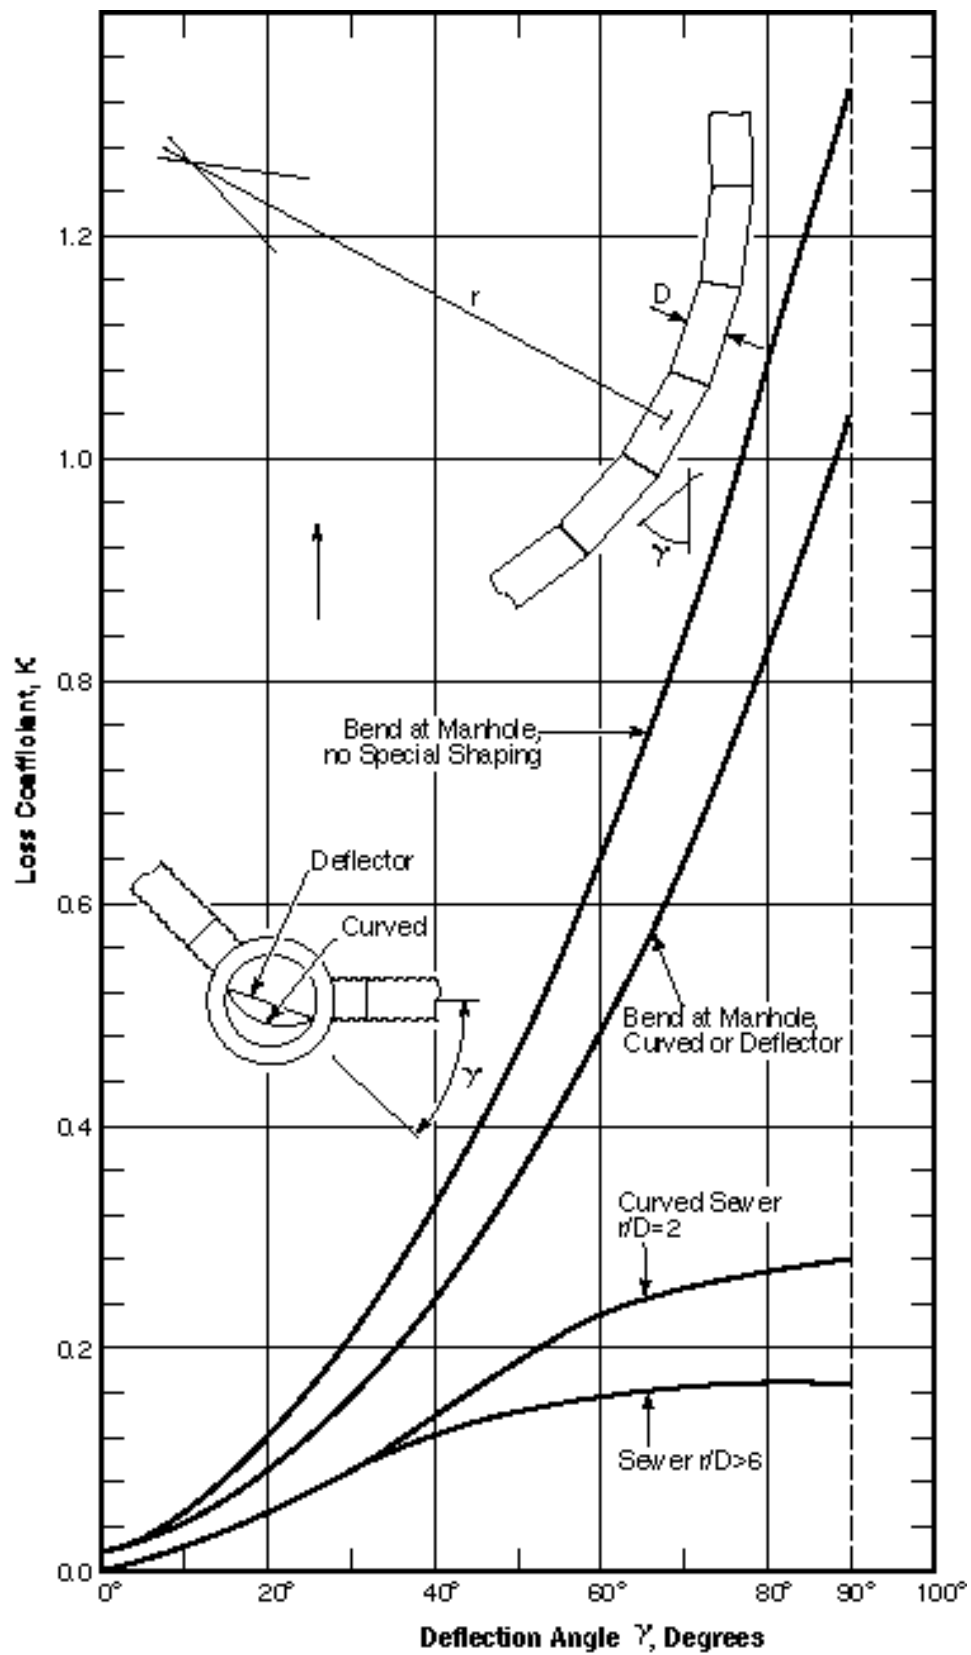 1.2
1.0
0.8
0.6
0.4
0.2
0.0
Loss Coefficient, K
r
D
γ
Bend at Manhole,
no Special Shaping
Deflector
Curved
γ
Bend at Manhole,
Curved or Deflector
Curved Sewer
r/D=2
Sewer r/D>6
0° 20° 40° 60° 80° 90° 100°
Deflection Angle γ, Degrees